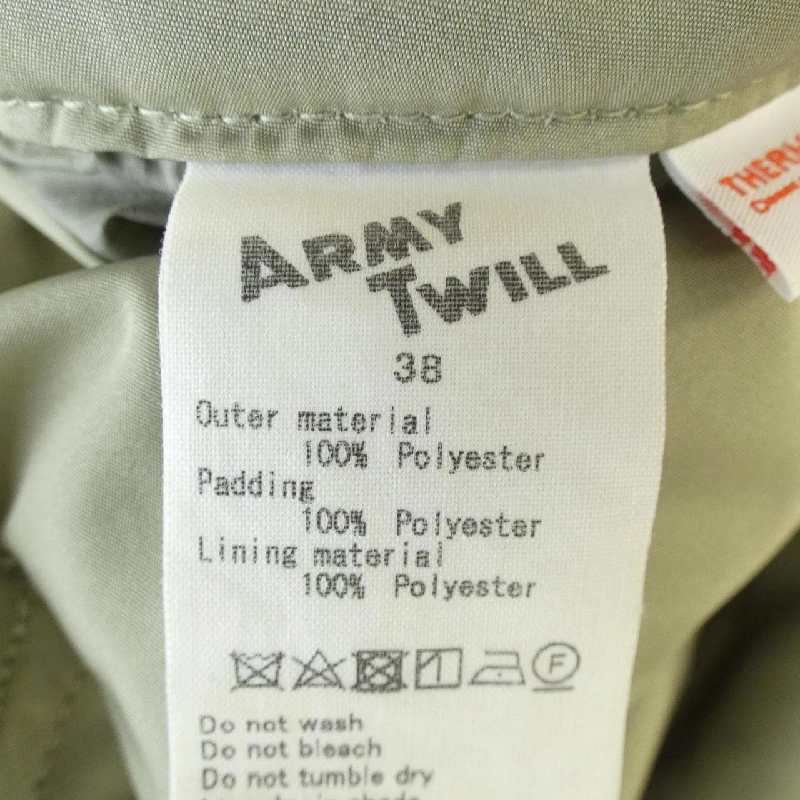 ARMY
TWILL
38
Outer material
100% Polyester
Padding
100% Polyester
Lining material
100% Polyester
F
Do not wash
Do not bleach
Do not tumble dry